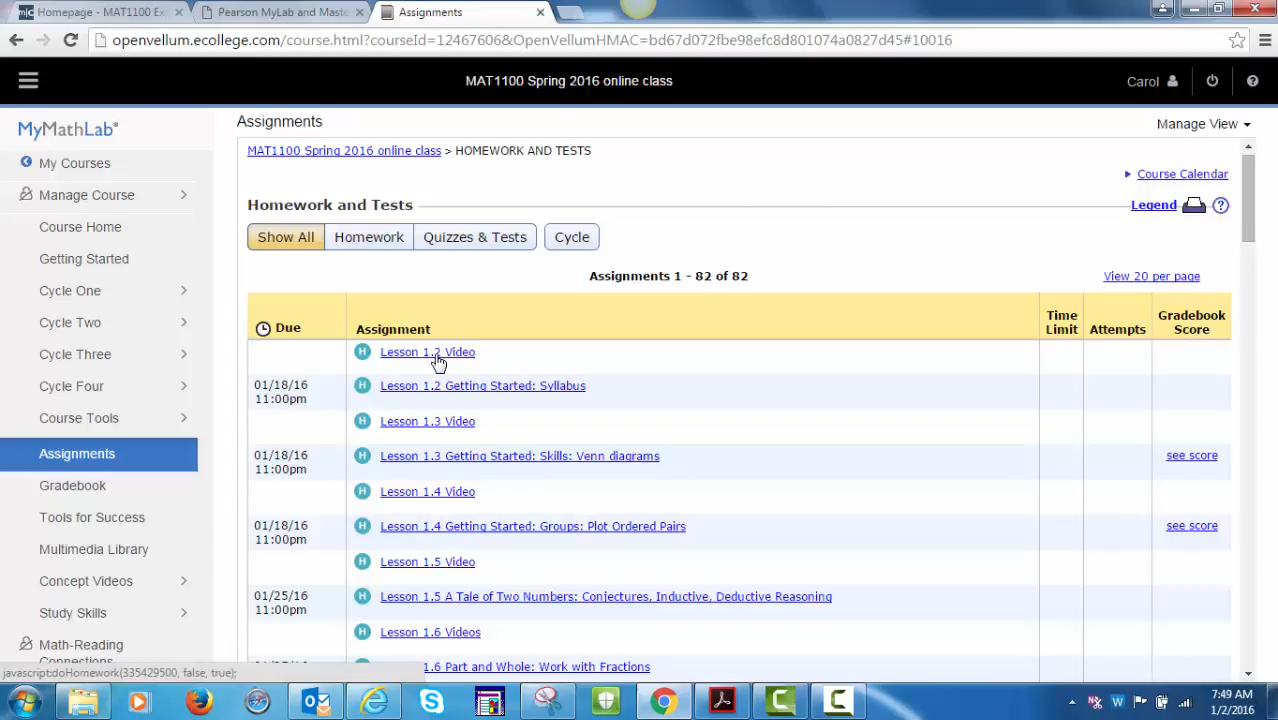 Homepage - MAT1100 Ex
Pearson MyLab and Maste
Assignments
openvellum.ecollege.com/course.html?courseId=12467606&OpenVellumHMAC=bd67d072fbe98efc8d801074a0827d45#10016
MAT1100 Spring 2016 online class
Carol
MyMathLab®
My Courses
Manage Course
Course Home
Getting Started
Cycle One
Cycle Two
Cycle Three
Cycle Four
Course Tools
Assignments
Gradebook
Tools for Success
Multimedia Library
Concept Videos
Study Skills
Math-Reading
Connections
Assignments
Manage View
MAT1100 Spring 2016 online class > HOMEWORK AND TESTS
Course Calendar
Homework and Tests
Legend
Show All Homework Quizzes & Tests Cycle
Assignments 1 - 82 of 82
View 20 per page
Due Assignment Time Limit Attempts Gradebook Score
H Lesson 1.2 Video
01/18/16 11:00pm H Lesson 1.2 Getting Started: Syllabus
H Lesson 1.3 Video
01/18/16 11:00pm H Lesson 1.3 Getting Started: Skills: Venn diagrams see score
H Lesson 1.4 Video
01/18/16 11:00pm H Lesson 1.4 Getting Started: Groups: Plot Ordered Pairs see score
H Lesson 1.5 Video
01/25/16 11:00pm H Lesson 1.5 A Tale of Two Numbers: Conjectures, Inductive, Deductive Reasoning
H Lesson 1.6 Videos
1.6 Part and Whole: Work with Fractions
javascript:doHomework(335429500, false, true);
7:49 AM
1/2/2016